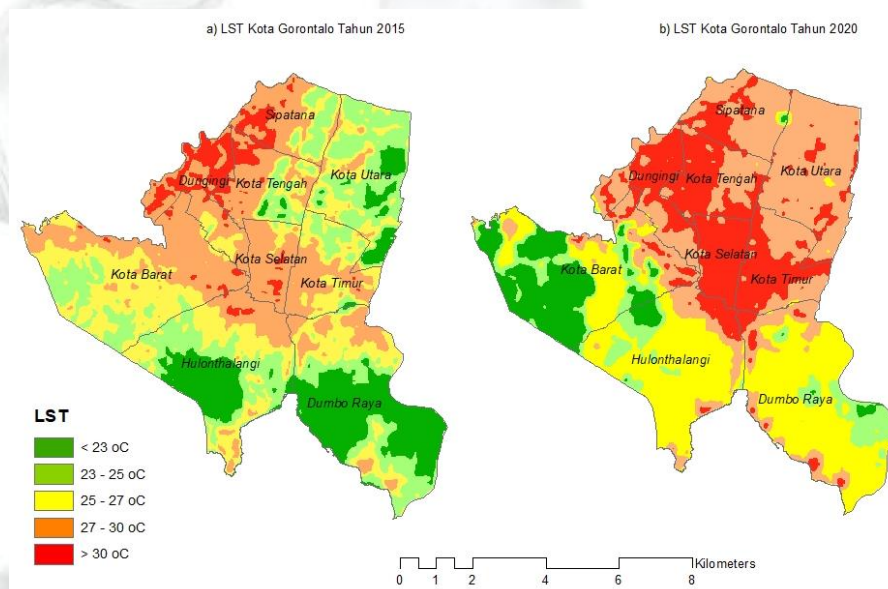 a) LST Kota Gorontalo Tahun 2015
b) LST Kota Gorontalo Tahun 2020
Sipatana
Dungingi
Kota Tengah
Kota Utara
Kota Barat
Kota Selatan
Kota Timur
Hulonthalangi
Dumbo Raya
Sipatana
Dungingi
Kota Tengah
Kota Utara
Kota Barat
Kota Selatan
Kota Timur
Hulonthalangi
Dumbo Raya
LST
< 23 oC
23 - 25 oC
25 - 27 oC
27 - 30 oC
> 30 oC
Kilometers
0 1 2 4 6 8